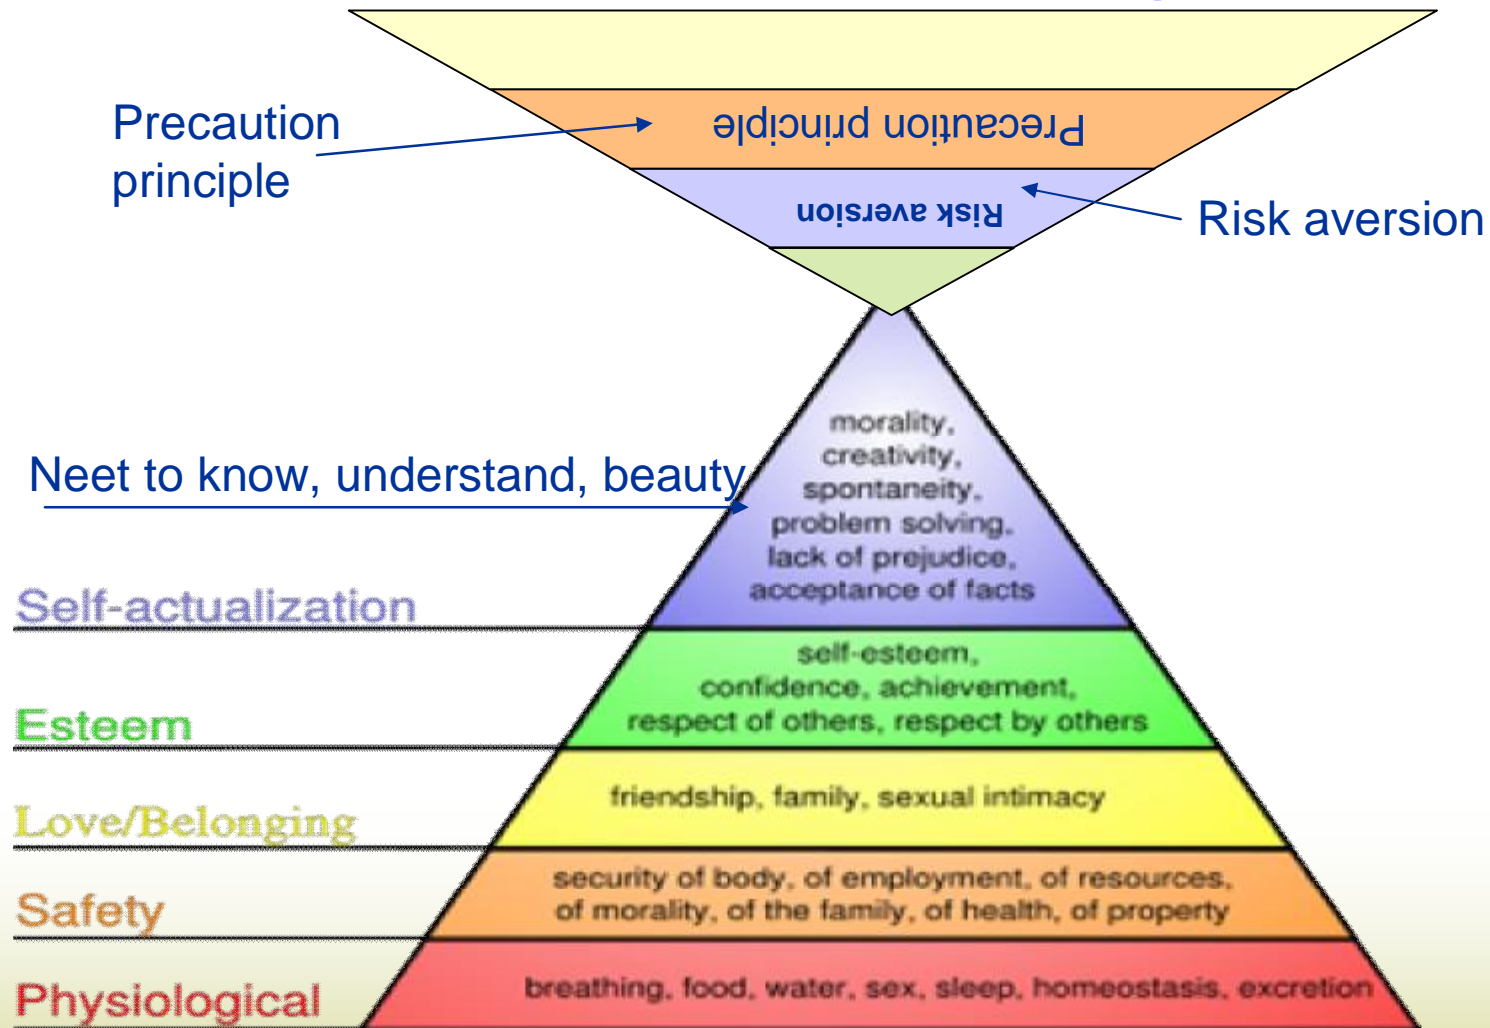 Precaution
principle
Precaution principle
Risk aversion
Risk aversion
Neet to know, understand, beauty
morality,
creativity,
spontaneity,
problem solving,
lack of prejudice,
acceptance of facts
Self-actualization
self-esteem,
confidence, achievement,
respect of others, respect by others
Esteem
friendship, family, sexual intimacy
Love/Belonging
security of body, of employment, of resources,
of morality, of the family, of health, of property
Safety
breathing, food, water, sex, sleep, homeostasis, excretion
Physiological